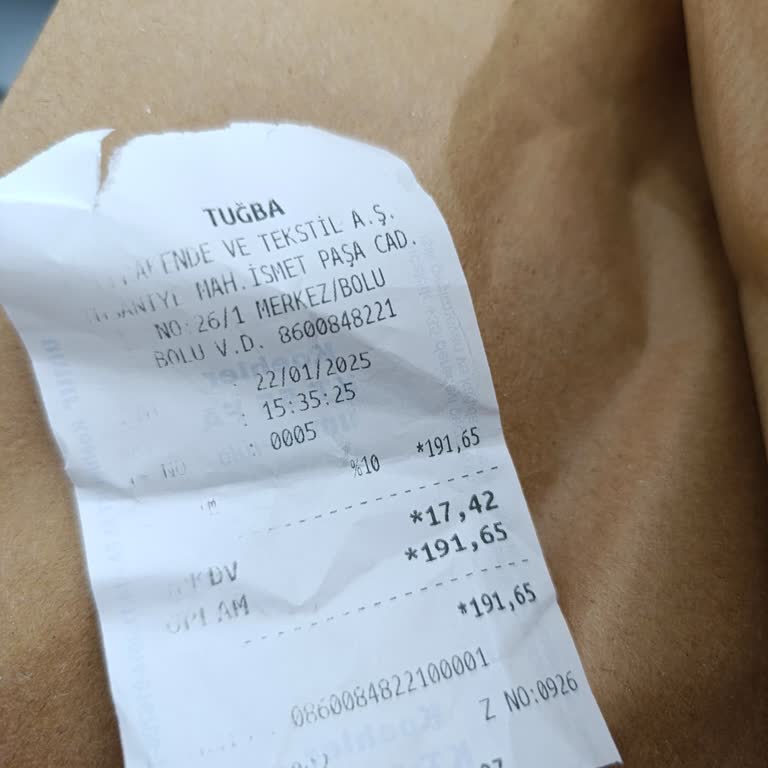 TUĞBA
VE TEKSTİL A.Ş.
MAH.İSMET PAŞA CAD.
NO:26/1 MERKEZ/BOLU
BOLU V.D. 8600848221
: 22/01/2025
: 15:35:25
NO : 0005
%10 *191,65
KDV *17,42
*191,65
*191,65
0860084822100001
Z NO:0926